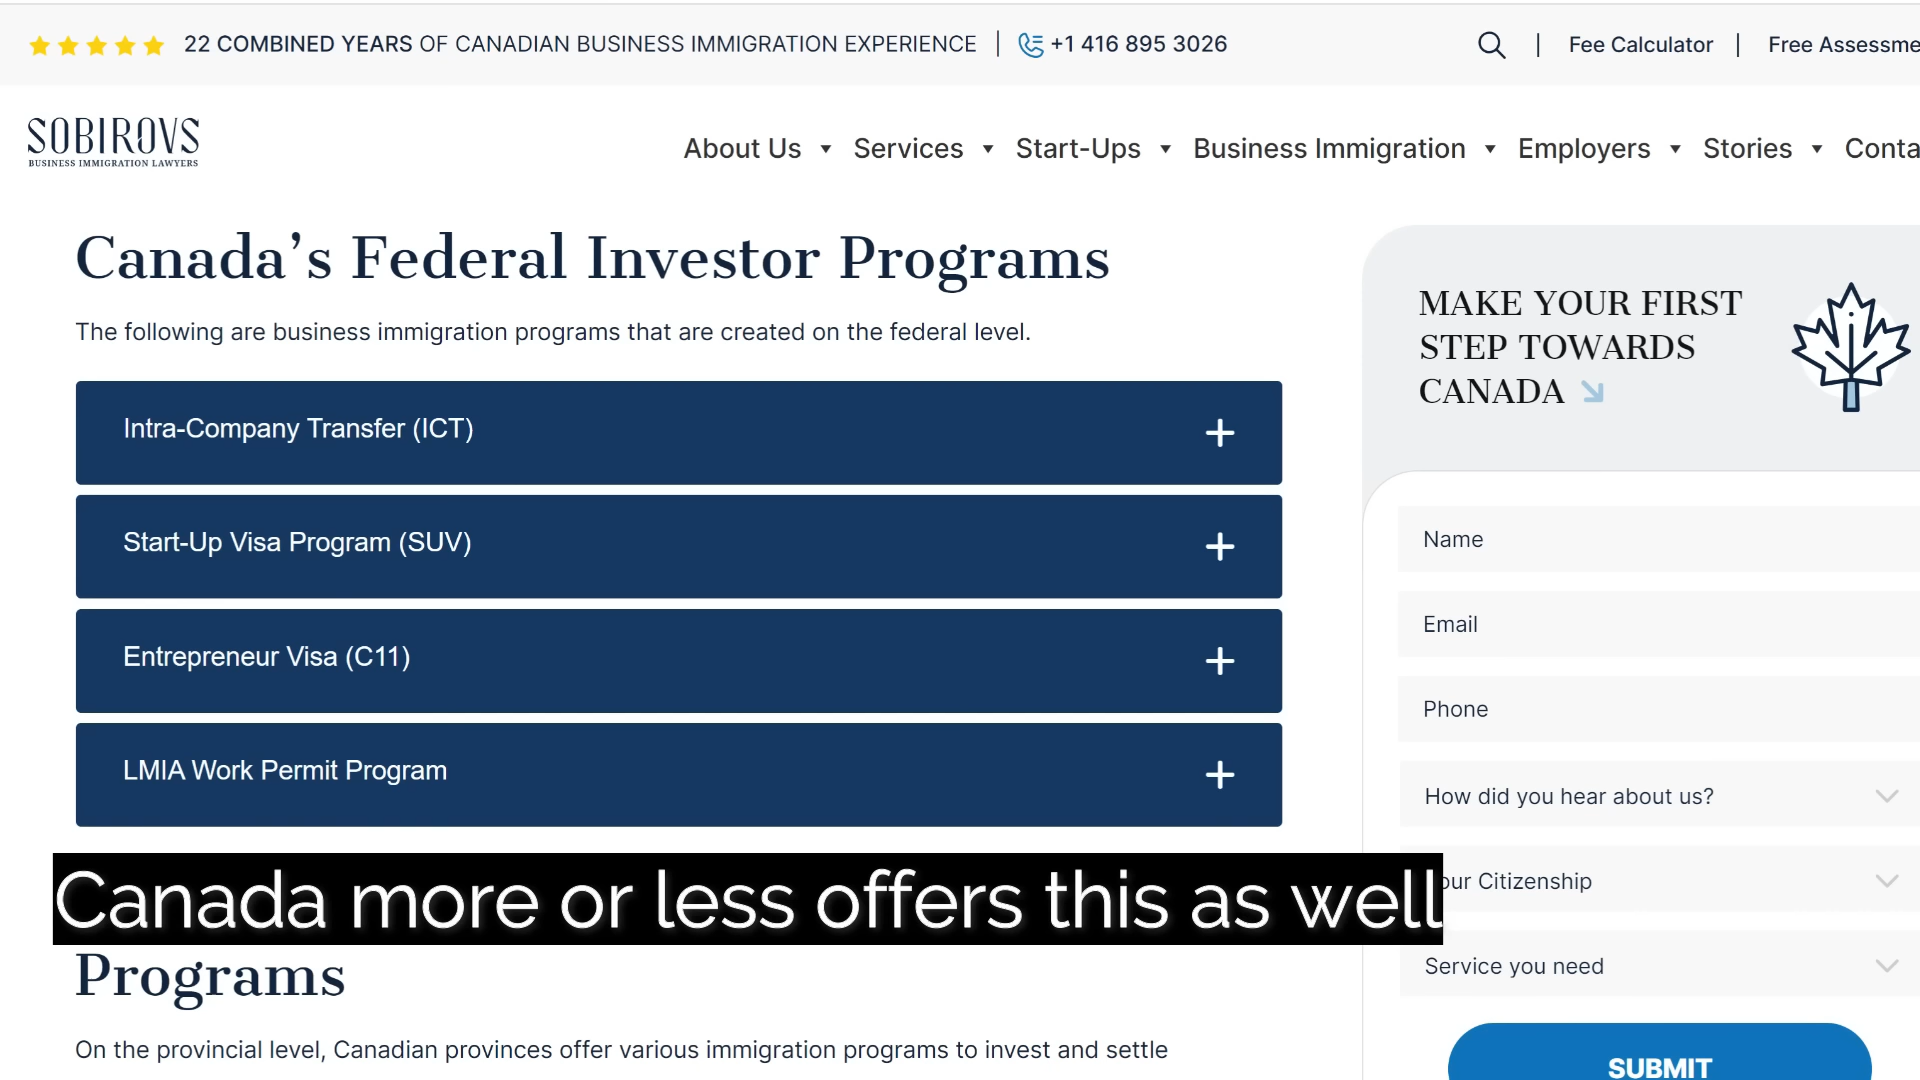 22 COMBINED YEARS OF CANADIAN BUSINESS IMMIGRATION EXPERIENCE | +1 416 895 3026 | Fee Calculator | Free Assessme
SOBIROVS
BUSINESS IMMIGRATION LAWYERS
About Us Services Start-Ups Business Immigration Employers Stories Conta
Canada's Federal Investor Programs
The following are business immigration programs that are created on the federal level.
Intra-Company Transfer (ICT)
Start-Up Visa Program (SUV)
Entrepreneur Visa (C11)
LMIA Work Permit Program
Canada more or less offers this as well
Programs
On the provincial level, Canadian provinces offer various immigration programs to invest and settle
MAKE YOUR FIRST
STEP TOWARDS
CANADA
Name
Email
Phone
How did you hear about us?
our Citizenship
Service you need
SUBMIT